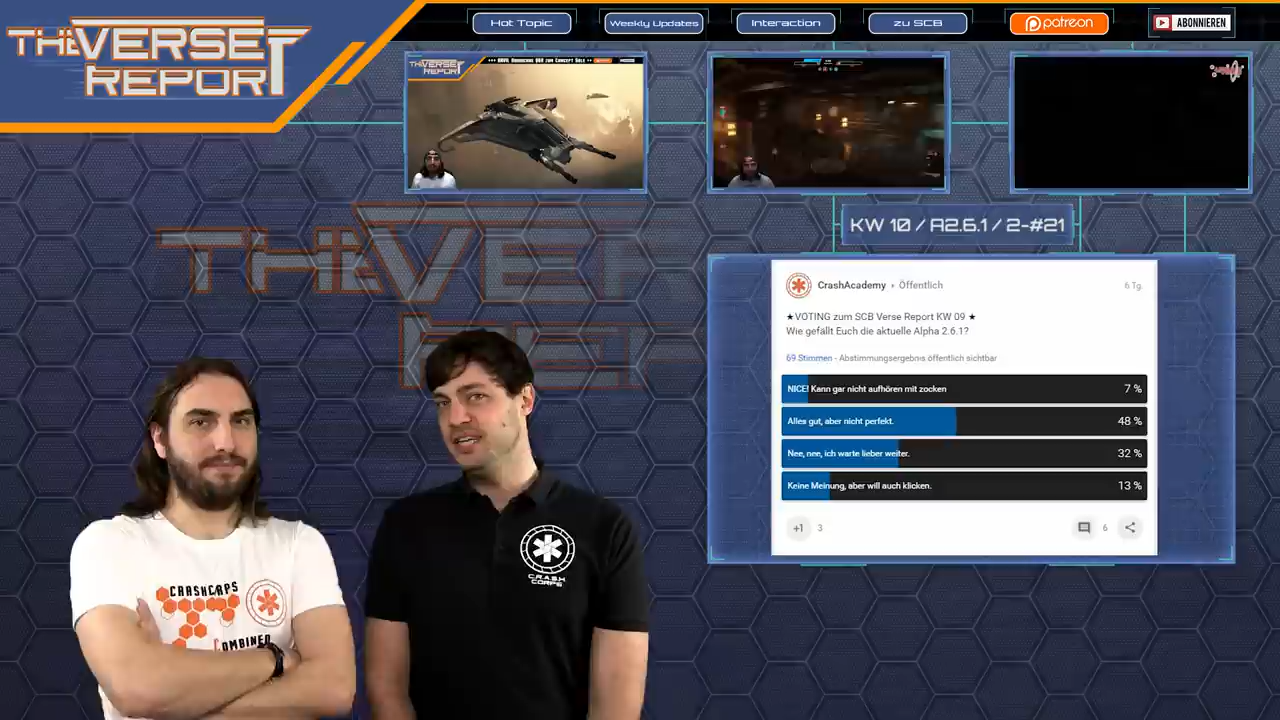 THE VERSE
REPORT
Hot Topic
Weekly Updates
Interaction
zu SCB
patreon
ABONNIEREN
THE VERSE
REPORT
KW 10 / A2.6.1 / 2-#21
CrashAcademy • Öffentlich
6 Tg.
★VOTING zum SCB Verse Report KW 09 ★
Wie gefällt Euch die aktuelle Alpha 2.6.1?
69 Stimmen - Abstimmungsergebnis öffentlich sichtbar
NICE! Kann gar nicht aufhören mit zocken
7 %
Alles gut, aber nicht perfekt.
48 %
Nee, nee, ich warte lieber weiter.
32 %
Keine Meinung, aber will auch klicken.
13 %
+1
3
6
CRASHCAPS
COMBINED
C.R.A.S.H.
CORPS